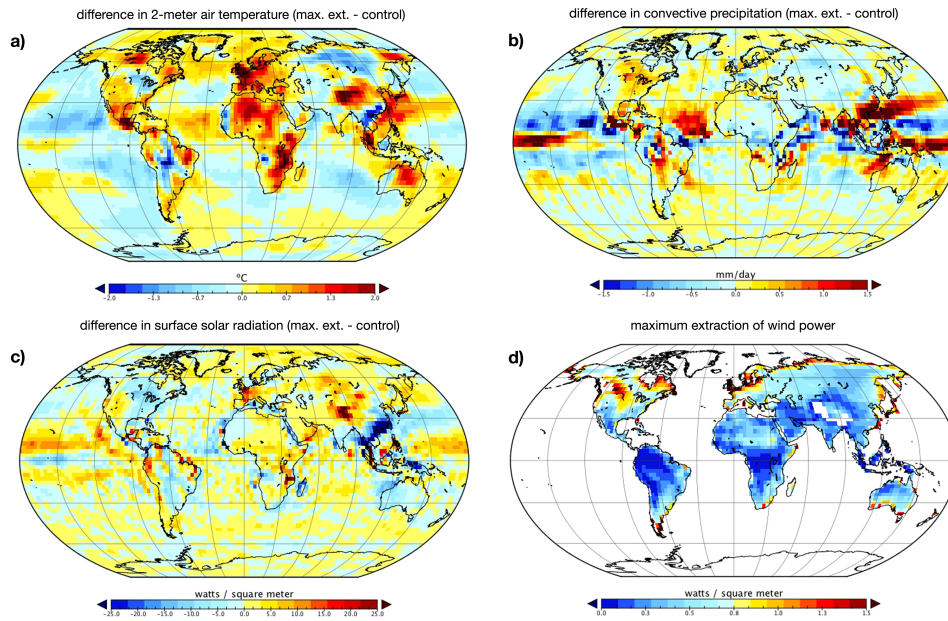 difference in 2-meter air temperature (max. ext. - control)
a)
ºC
-2.0 -1.3 -0.7 0.0 0.7 1.3 2.0
difference in convective precipitation (max. ext. - control)
b)
mm/day
-1.5 -1.0 -0.5 0.0 0.5 1.0 1.5
difference in surface solar radiation (max. ext. - control)
c)
watts / square meter
-25.0 -20.0 -15.0 -10.0 -5.0 0.0 5.0 10.0 15.0 20.0 25.0
maximum extraction of wind power
d)
watts / square meter
0.0 0.3 0.5 0.8 1.0 1.3 1.5